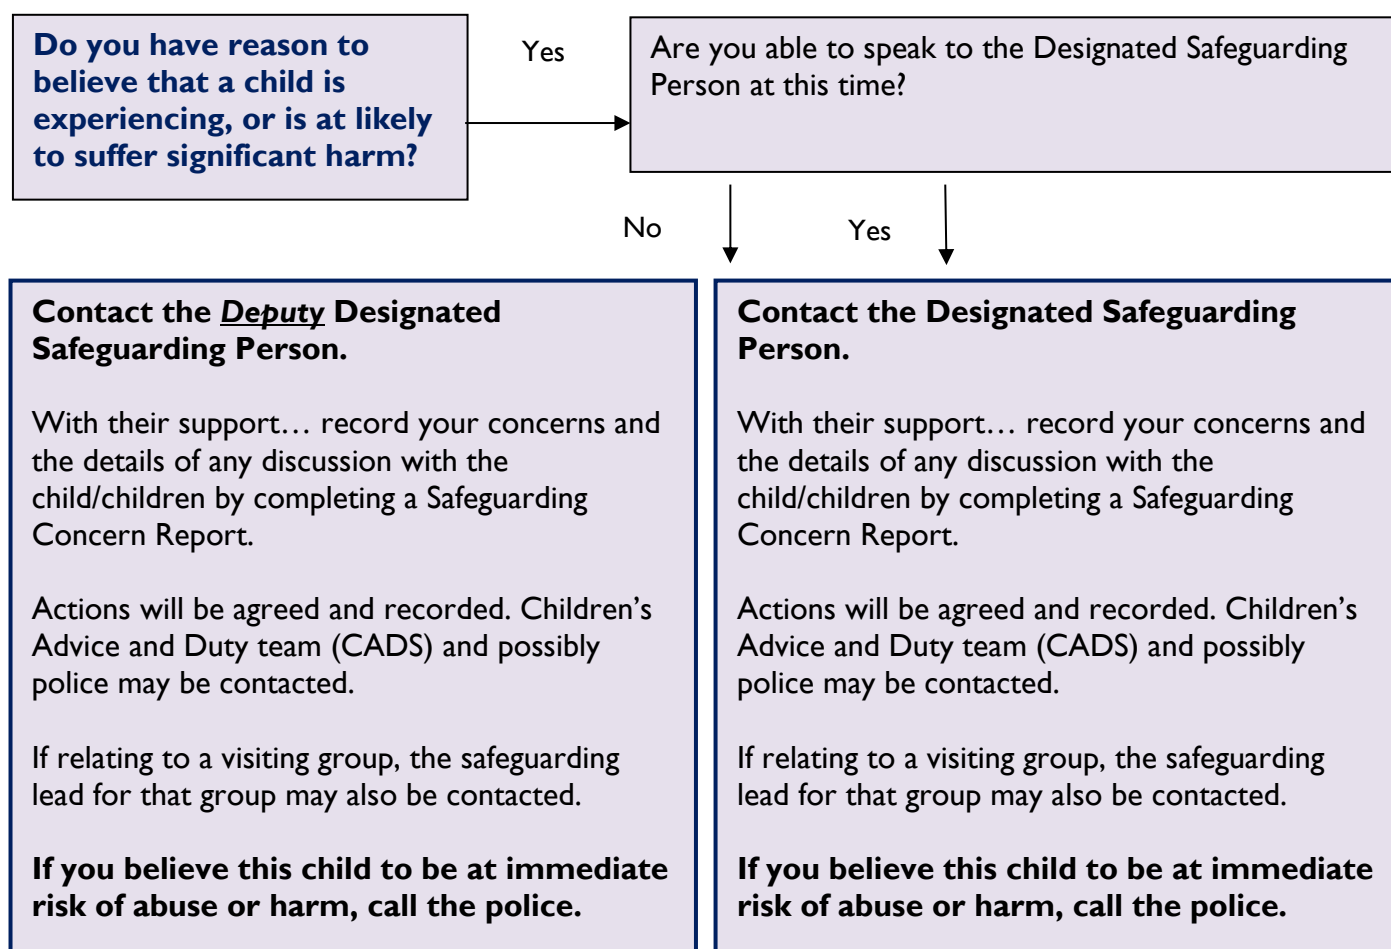 Do you have reason to
believe that a child is
experiencing, or is at likely
to suffer significant harm?
Yes
Are you able to speak to the Designated Safeguarding
Person at this time?
No
Yes
Contact the Deputy Designated
Safeguarding Person.
With their support… record your concerns and
the details of any discussion with the
child/children by completing a Safeguarding
Concern Report.
Actions will be agreed and recorded. Children’s
Advice and Duty team (CADS) and possibly
police may be contacted.
If relating to a visiting group, the safeguarding
lead for that group may also be contacted.
If you believe this child to be at immediate
risk of abuse or harm, call the police.
Contact the Designated Safeguarding
Person.
With their support… record your concerns and
the details of any discussion with the
child/children by completing a Safeguarding
Concern Report.
Actions will be agreed and recorded. Children’s
Advice and Duty team (CADS) and possibly
police may be contacted.
If relating to a visiting group, the safeguarding
lead for that group may also be contacted.
If you believe this child to be at immediate
risk of abuse or harm, call the police.